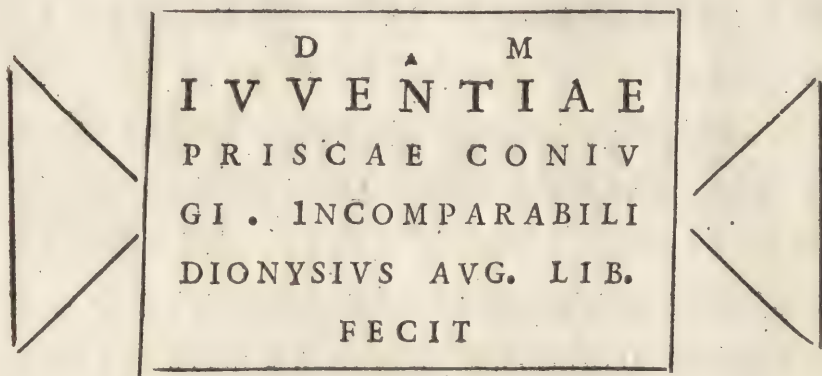 D ▴ M
IVVENTIAE
PRISCAE CONIV
GI . INCOMPARABILI
DIONYSIVS AVG. LIB.
FECIT